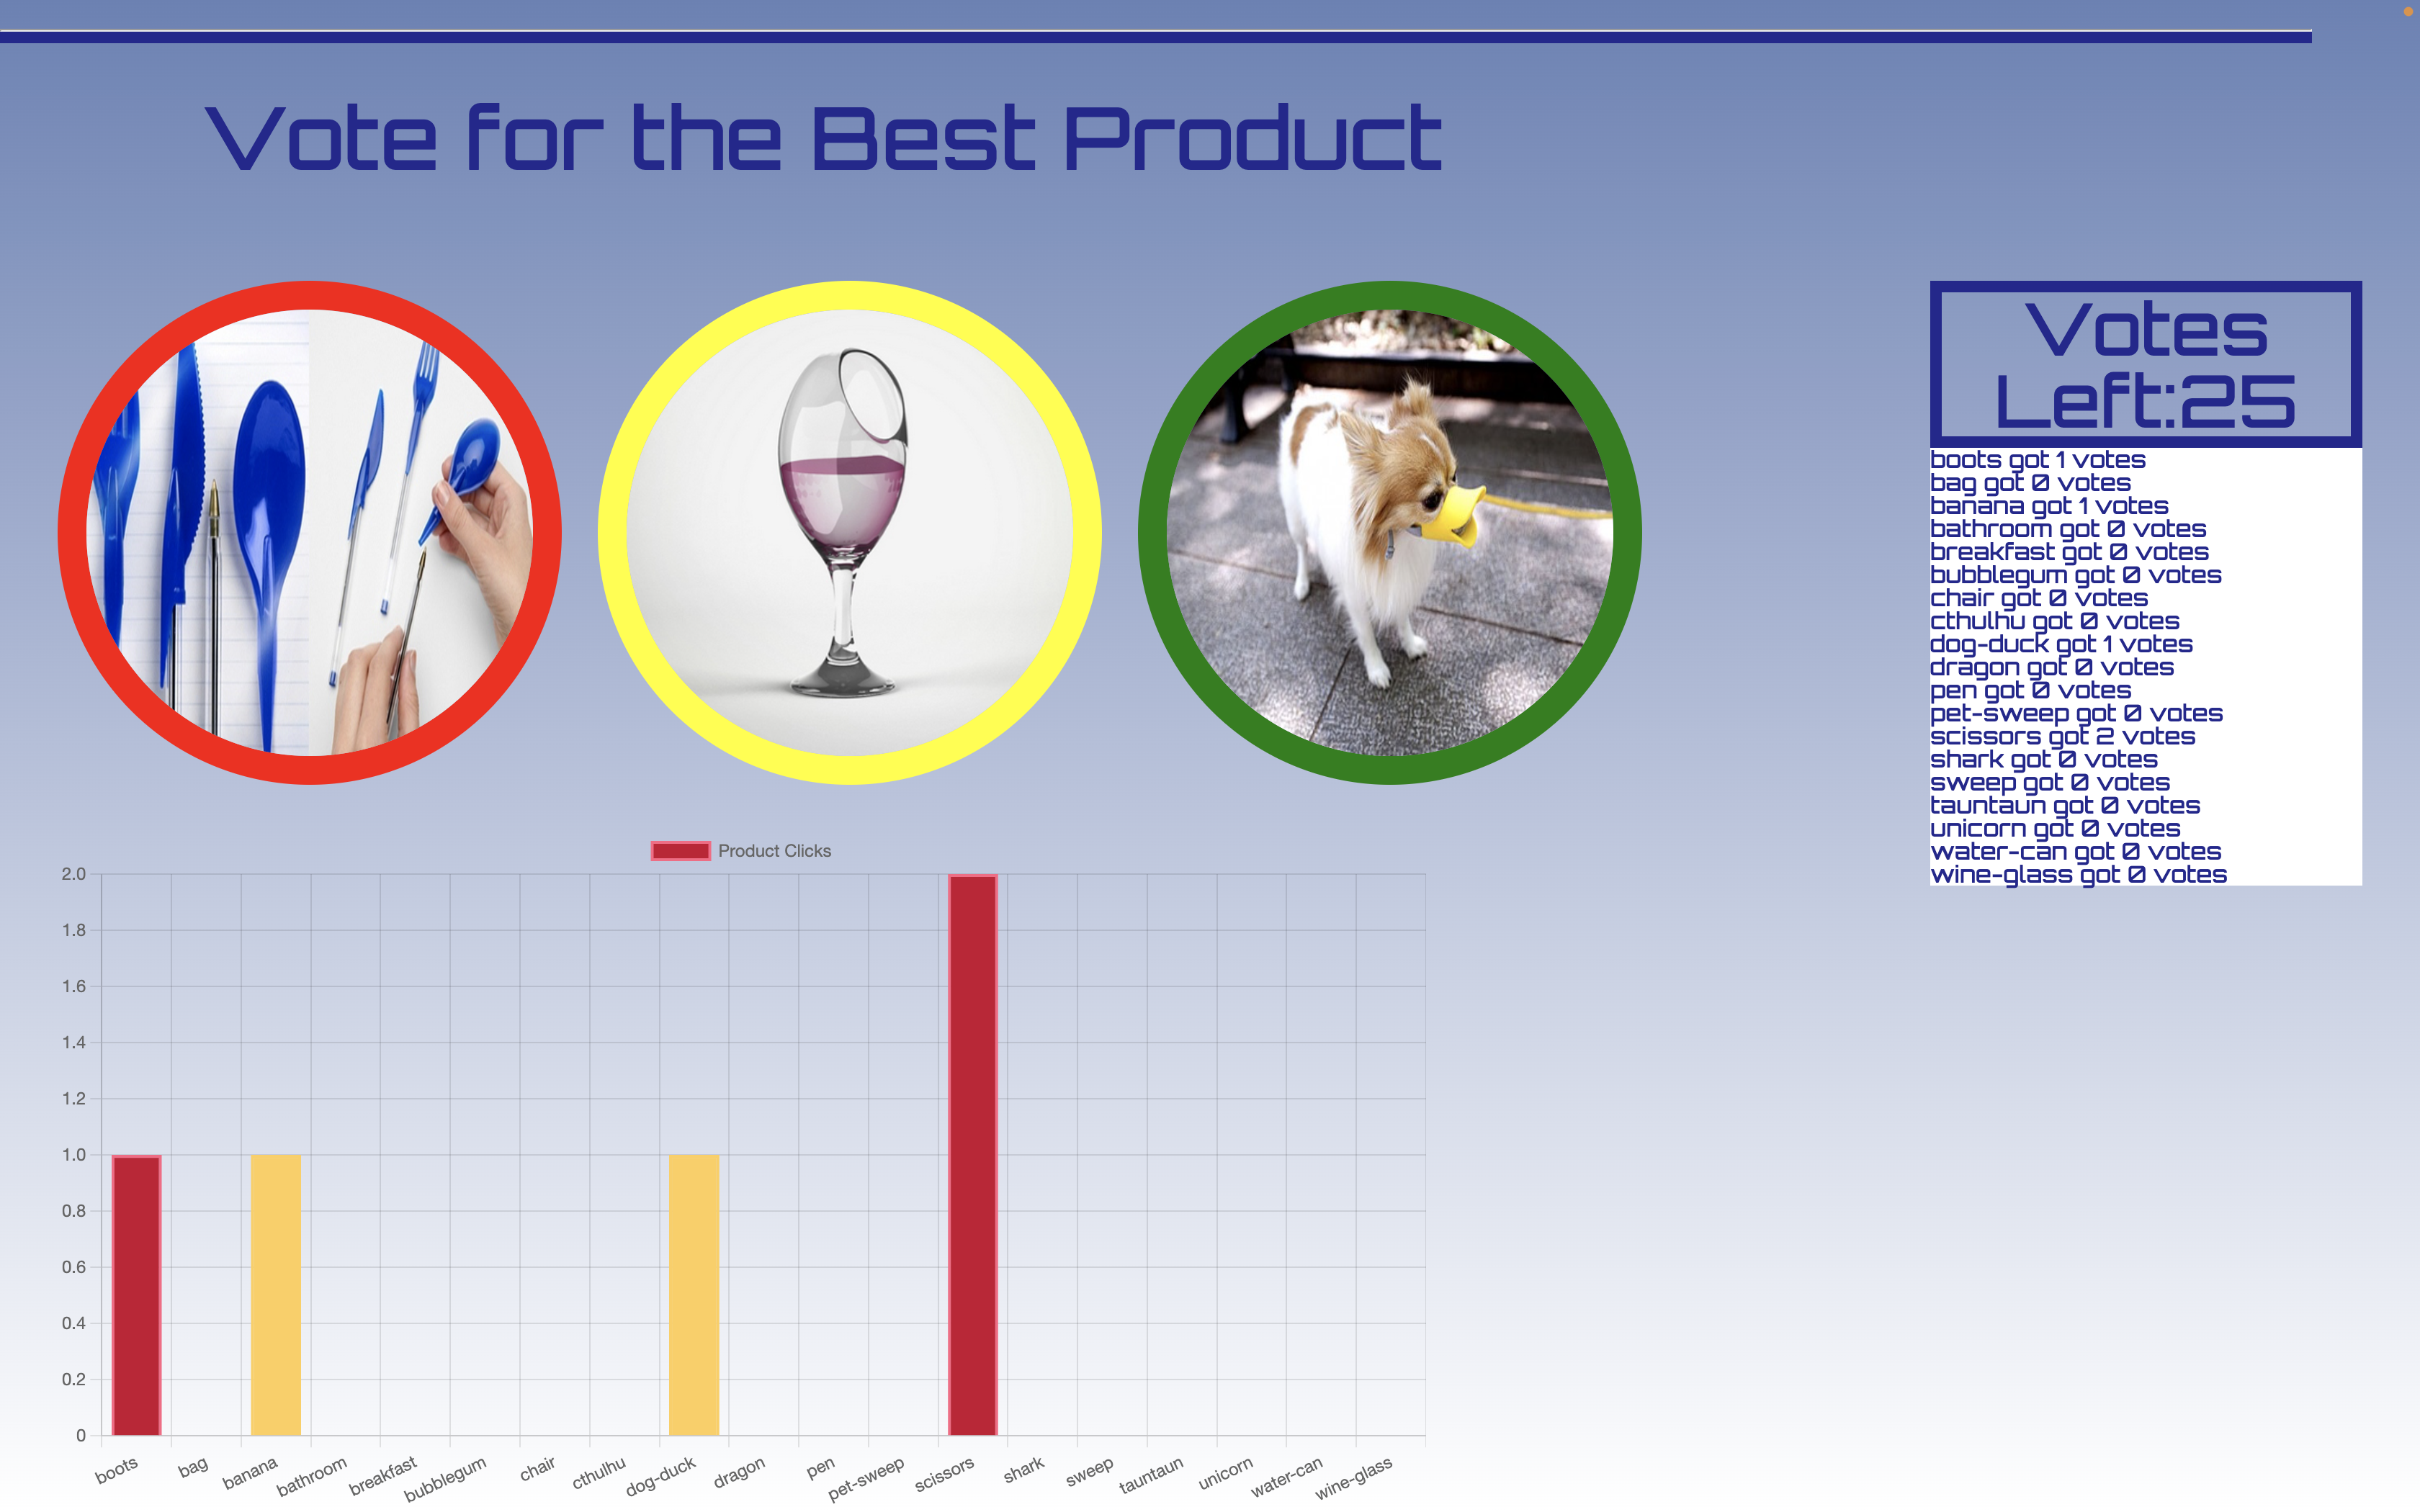 Vote for the Best Product
Votes
Left:25
boots got 1 votes
bag got 0 votes
banana got 1 votes
bathroom got 0 votes
breakfast got 0 votes
bubblegum got 0 votes
chair got 0 votes
cthulhu got 0 votes
dog-duck got 1 votes
dragon got 0 votes
pen got 0 votes
pet-sweep got 0 votes
scissors got 2 votes
shark got 0 votes
sweep got 0 votes
tauntaun got 0 votes
unicorn got 0 votes
water-can got 0 votes
wine-glass got 0 votes
Product Clicks
2.0
1.8
1.6
1.4
1.2
1.0
0.8
0.6
0.4
0.2
0
boots bag banana bathroom breakfast bubblegum chair cthulhu dog-duck dragon pen pet-sweep scissors shark sweep tauntaun unicorn water-can wine-glass